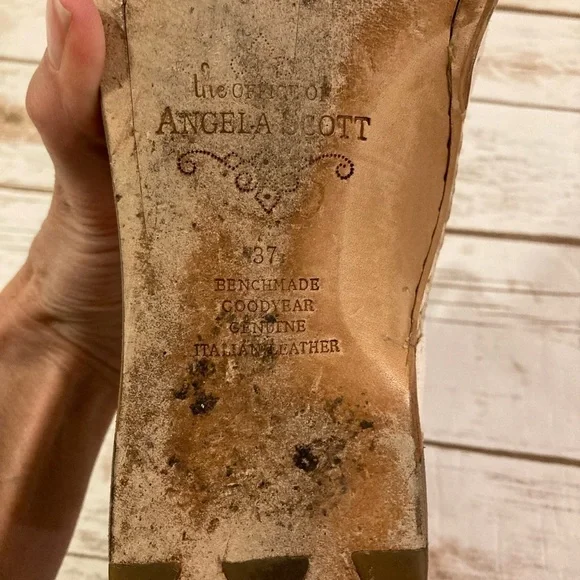 the OFFICE OF
ANGELA SCOTT
37
BENCHMADE
GOODYEAR
GENUINE
ITALIAN LEATHER